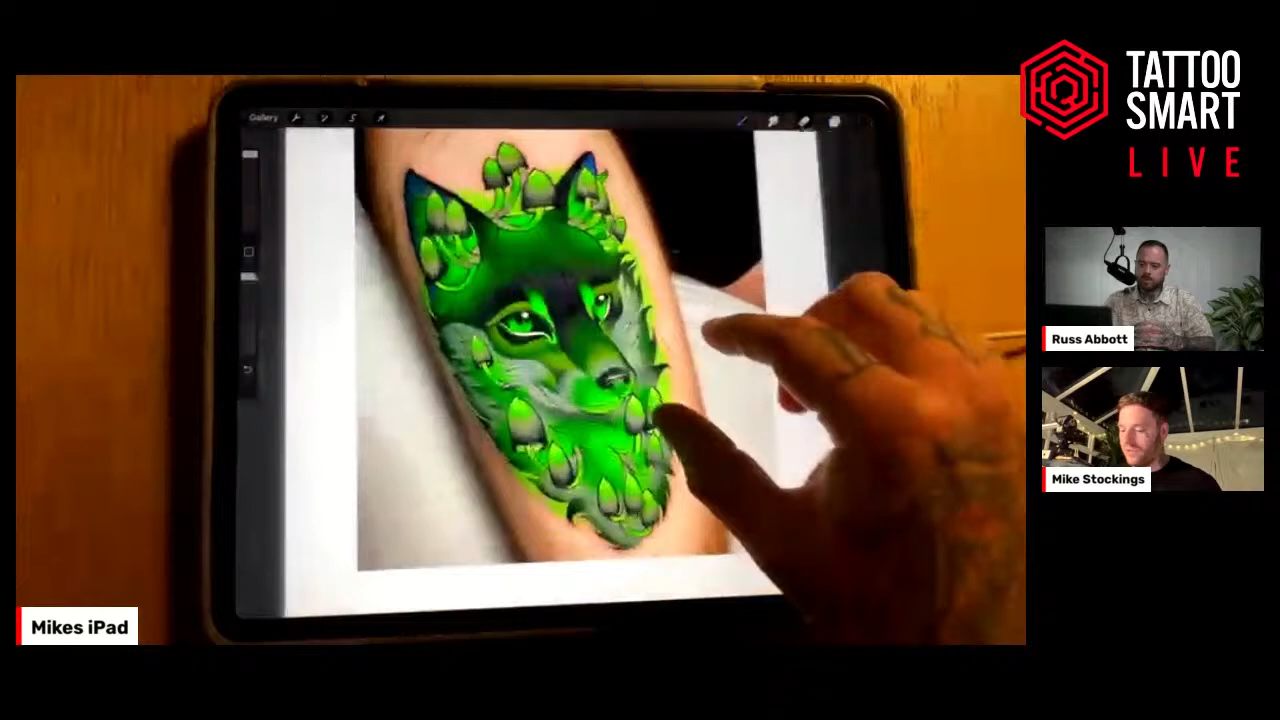 Gallery
TATTOO
SMART
LIVE
Russ Abbott
Mike Stockings
Mikes iPad